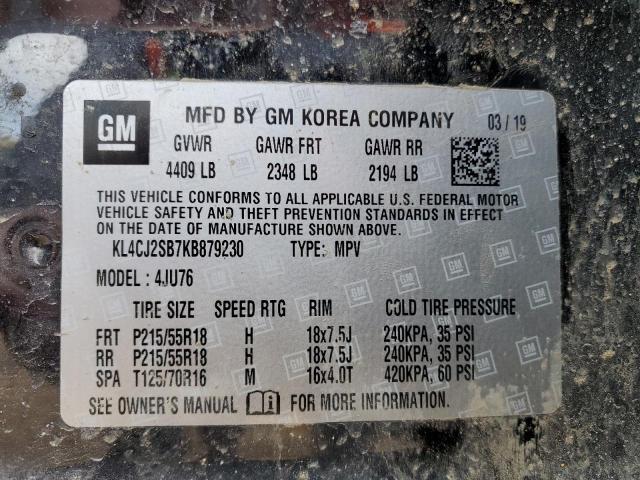 GM MFD BY GM KOREA COMPANY 03 / 19
GVWR GAWR FRT GAWR RR
4409 LB 2348 LB 2194 LB
THIS VEHICLE CONFORMS TO ALL APPLICABLE U.S. FEDERAL MOTOR
VEHICLE SAFETY AND THEFT PREVENTION STANDARDS IN EFFECT
ON THE DATE OF MANUFACTURE SHOWN ABOVE.
KL4CJ2SB7KB879230 TYPE: MPV
MODEL : 4JU76
TIRE SIZE SPEED RTG RIM COLD TIRE PRESSURE
FRT P215/55R18 H 18x7.5J 240KPA, 35 PSI
RR P215/55R18 H 18x7.5J 240KPA, 35 PSI
SPA T125/70R16 M 16x4.0T 420KPA, 60 PSI
SEE OWNER'S MANUAL FOR MORE INFORMATION.